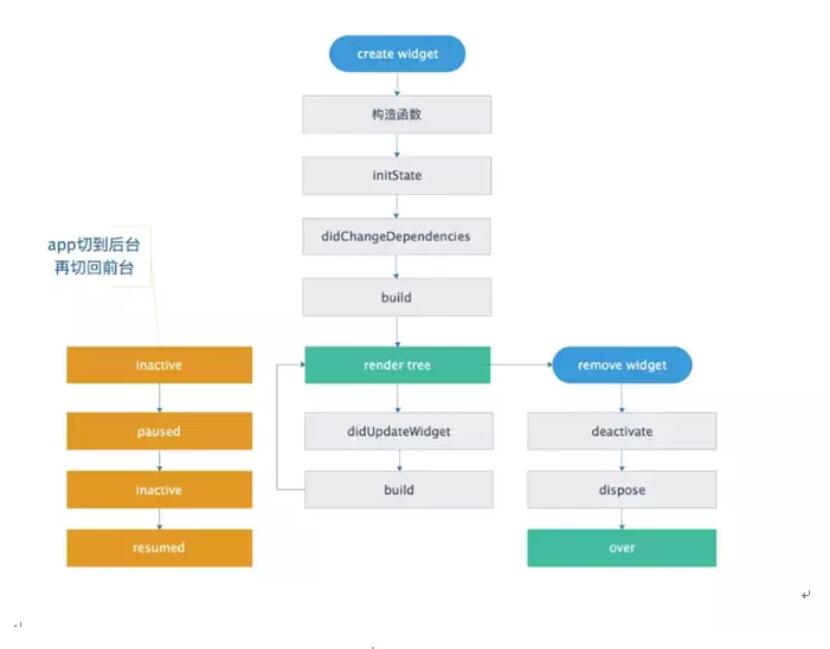 create widget
构造函数
initState
didChangeDependencies
build
app切到后台
再切回前台
inactive
render tree
remove widget
paused
didUpdateWidget
deactivate
inactive
build
dispose
resumed
over